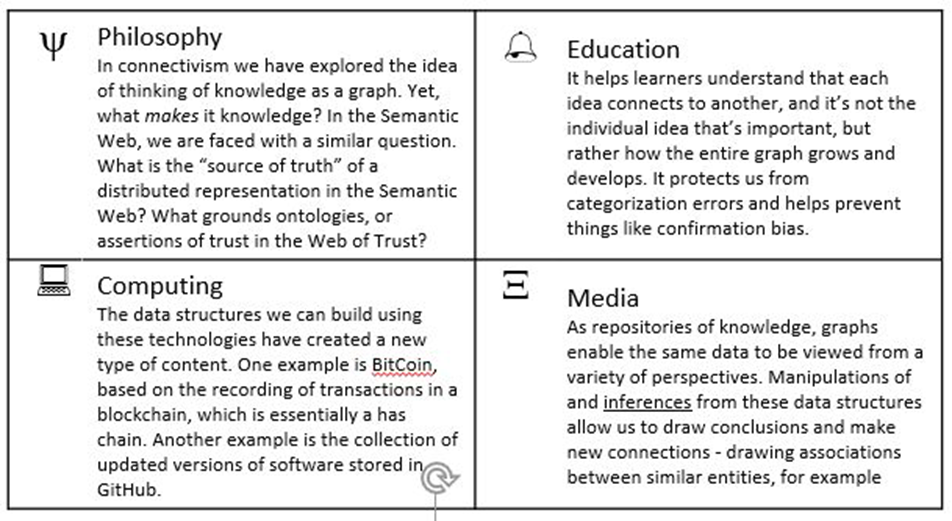 ψ Philosophy
In connectivism we have explored the idea
of thinking of knowledge as a graph. Yet,
what makes it knowledge? In the Semantic
Web, we are faced with a similar question.
What is the “source of truth” of a
distributed representation in the Semantic
Web? What grounds ontologies, or
assertions of trust in the Web of Trust?
Education
It helps learners understand that each
idea connects to another, and it’s not the
individual idea that’s important, but
rather how the entire graph grows and
develops. It protects us from
categorization errors and helps prevent
things like confirmation bias.
Computing
The data structures we can build using
these technologies have created a new
type of content. One example is BitCoin,
based on the recording of transactions in a
blockchain, which is essentially a has
chain. Another example is the collection of
updated versions of software stored in
GitHub.
Ξ Media
As repositories of knowledge, graphs
enable the same data to be viewed from a
variety of perspectives. Manipulations of
and inferences from these data structures
allow us to draw conclusions and make
new connections - drawing associations
between similar entities, for example